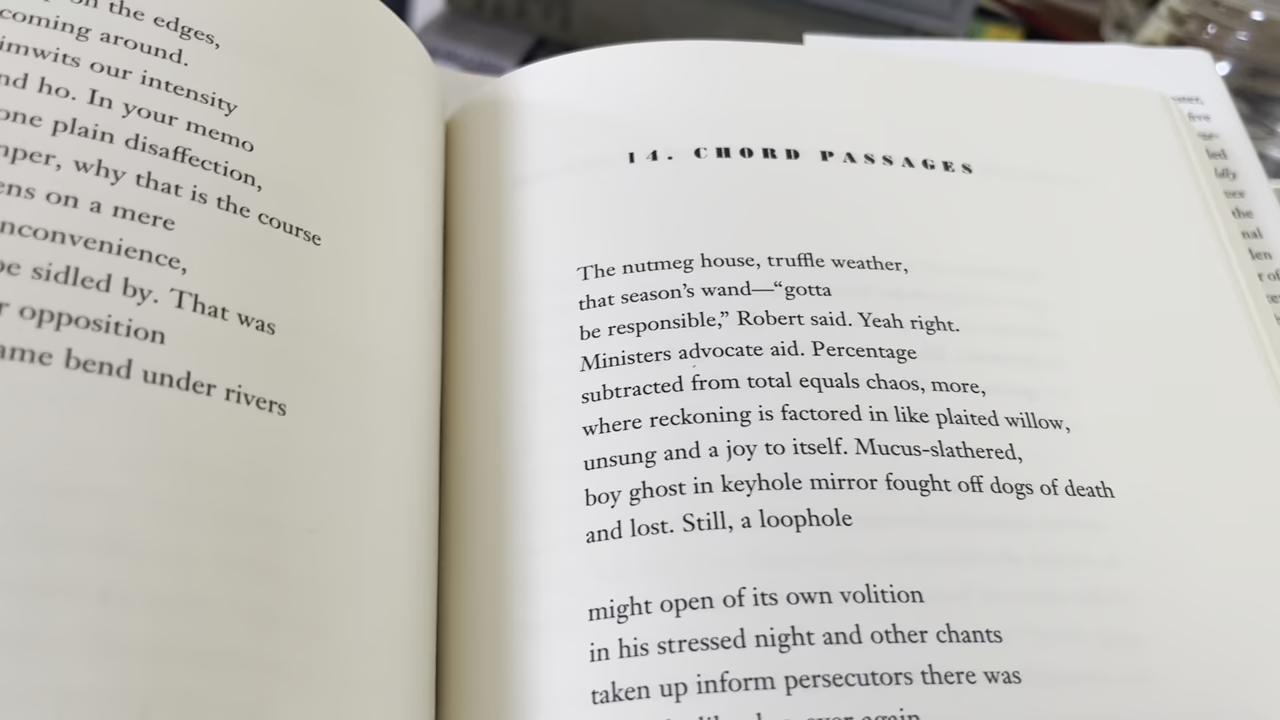 on the edges,
coming around.
our intensity
ho. In your memo
one plain disaffection,
why that is the course
on a mere
sidled by. That was
opposition
bend under rivers
14. CHORD PASSAGES
The nutmeg house, truffle weather,
that season's wand—“gotta
be responsible,” Robert said. Yeah right.
Ministers advocate aid. Percentage
subtracted from total equals chaos, more,
where reckoning is factored in like plaited willow,
unsung and a joy to itself. Mucus-slathered,
boy ghost in keyhole mirror fought off dogs of death
and lost. Still, a loophole
might open of its own volition
in his stressed night and other chants
taken up inform persecutors there was
again
five
the